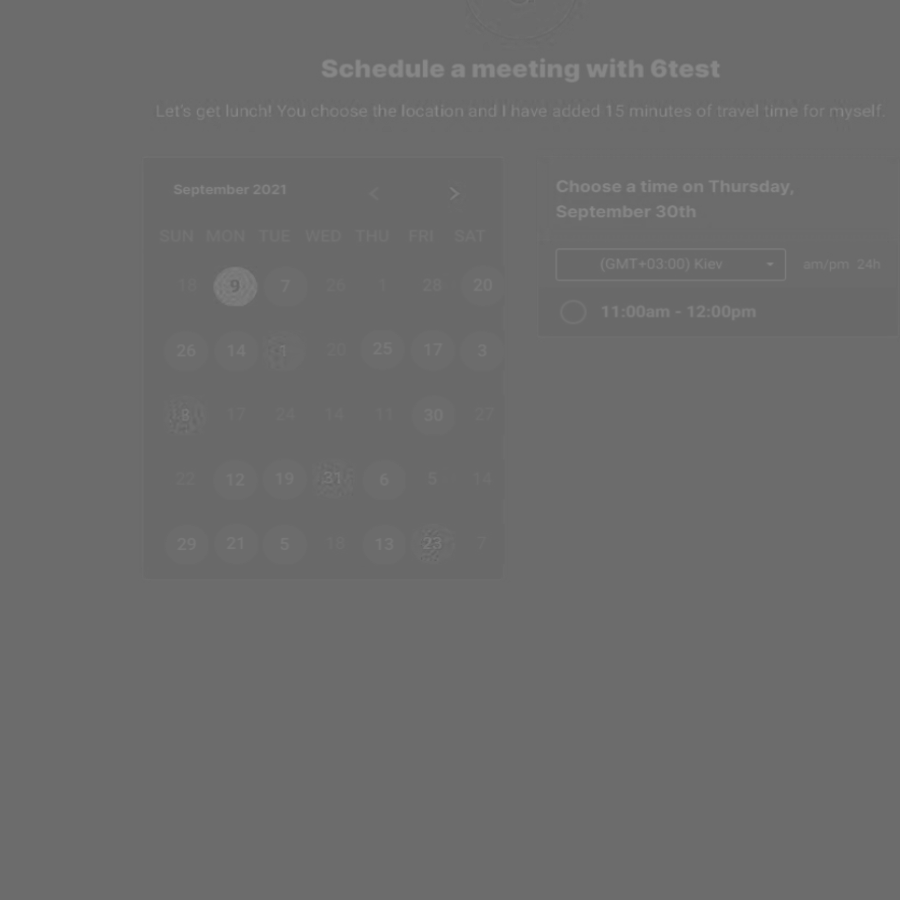 Schedule a meeting with 6test
Let's get lunch! You choose the location and I have added 15 minutes of travel time for myself.
September 2021
SUN MON TUE WED THU FRI SAT
18 9 7 26 1 28 20
26 14 1 20 25 17 3
18 17 24 14 11 30 27
22 12 19 31 6 5 14
29 21 5 18 13 23 7
Choose a time on Thursday,
September 30th
(GMT+03:00) Kiev am/pm 24h
11:00am - 12:00pm